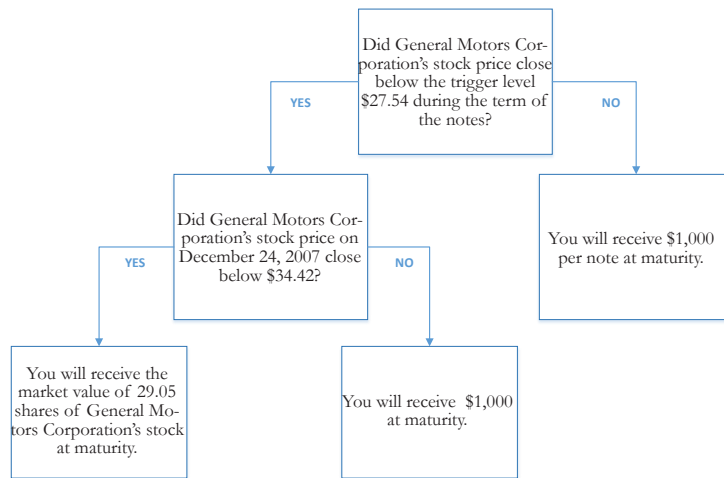 Did General Motors Cor-
poration's stock price close
below the trigger level
$27.54 during the term of
the notes?
YES
NO
Did General Motors Cor-
poration's stock price on
December 24, 2007 close
below $34.42?
You will receive $1,000
per note at maturity.
YES
NO
You will receive the
market value of 29.05
shares of General Mo-
tors Corporation's stock
at maturity.
You will receive $1,000
at maturity.